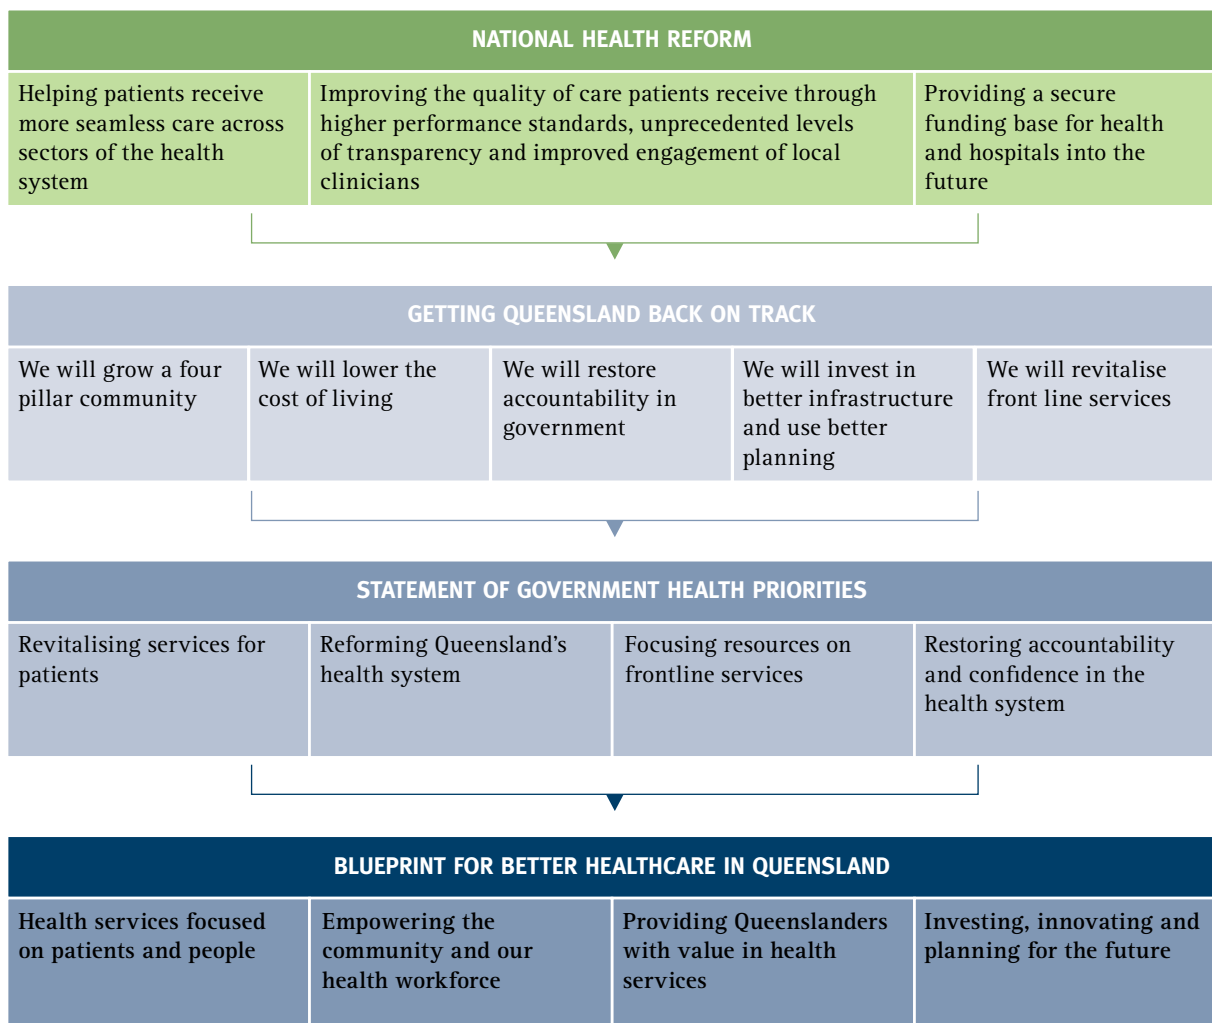 NATIONAL HEALTH REFORM
Helping patients receive
more seamless care across
sectors of the health
system
Improving the quality of care patients receive through
higher performance standards, unprecedented levels
of transparency and improved engagement of local
clinicians
Providing a secure
funding base for health
and hospitals into the
future
GETTING QUEENSLAND BACK ON TRACK
We will grow a four
pillar community
We will lower the
cost of living
We will restore
accountability in
government
We will invest in
better infrastructure
and use better
planning
We will revitalise
front line services
STATEMENT OF GOVERNMENT HEALTH PRIORITIES
Revitalising services for
patients
Reforming Queensland's
health system
Focusing resources on
frontline services
Restoring accountability
and confidence in the
health system
BLUEPRINT FOR BETTER HEALTHCARE IN QUEENSLAND
Health services focused
on patients and people
Empowering the
community and our
health workforce
Providing Queenslanders
with value in health
services
Investing, innovating and
planning for the future